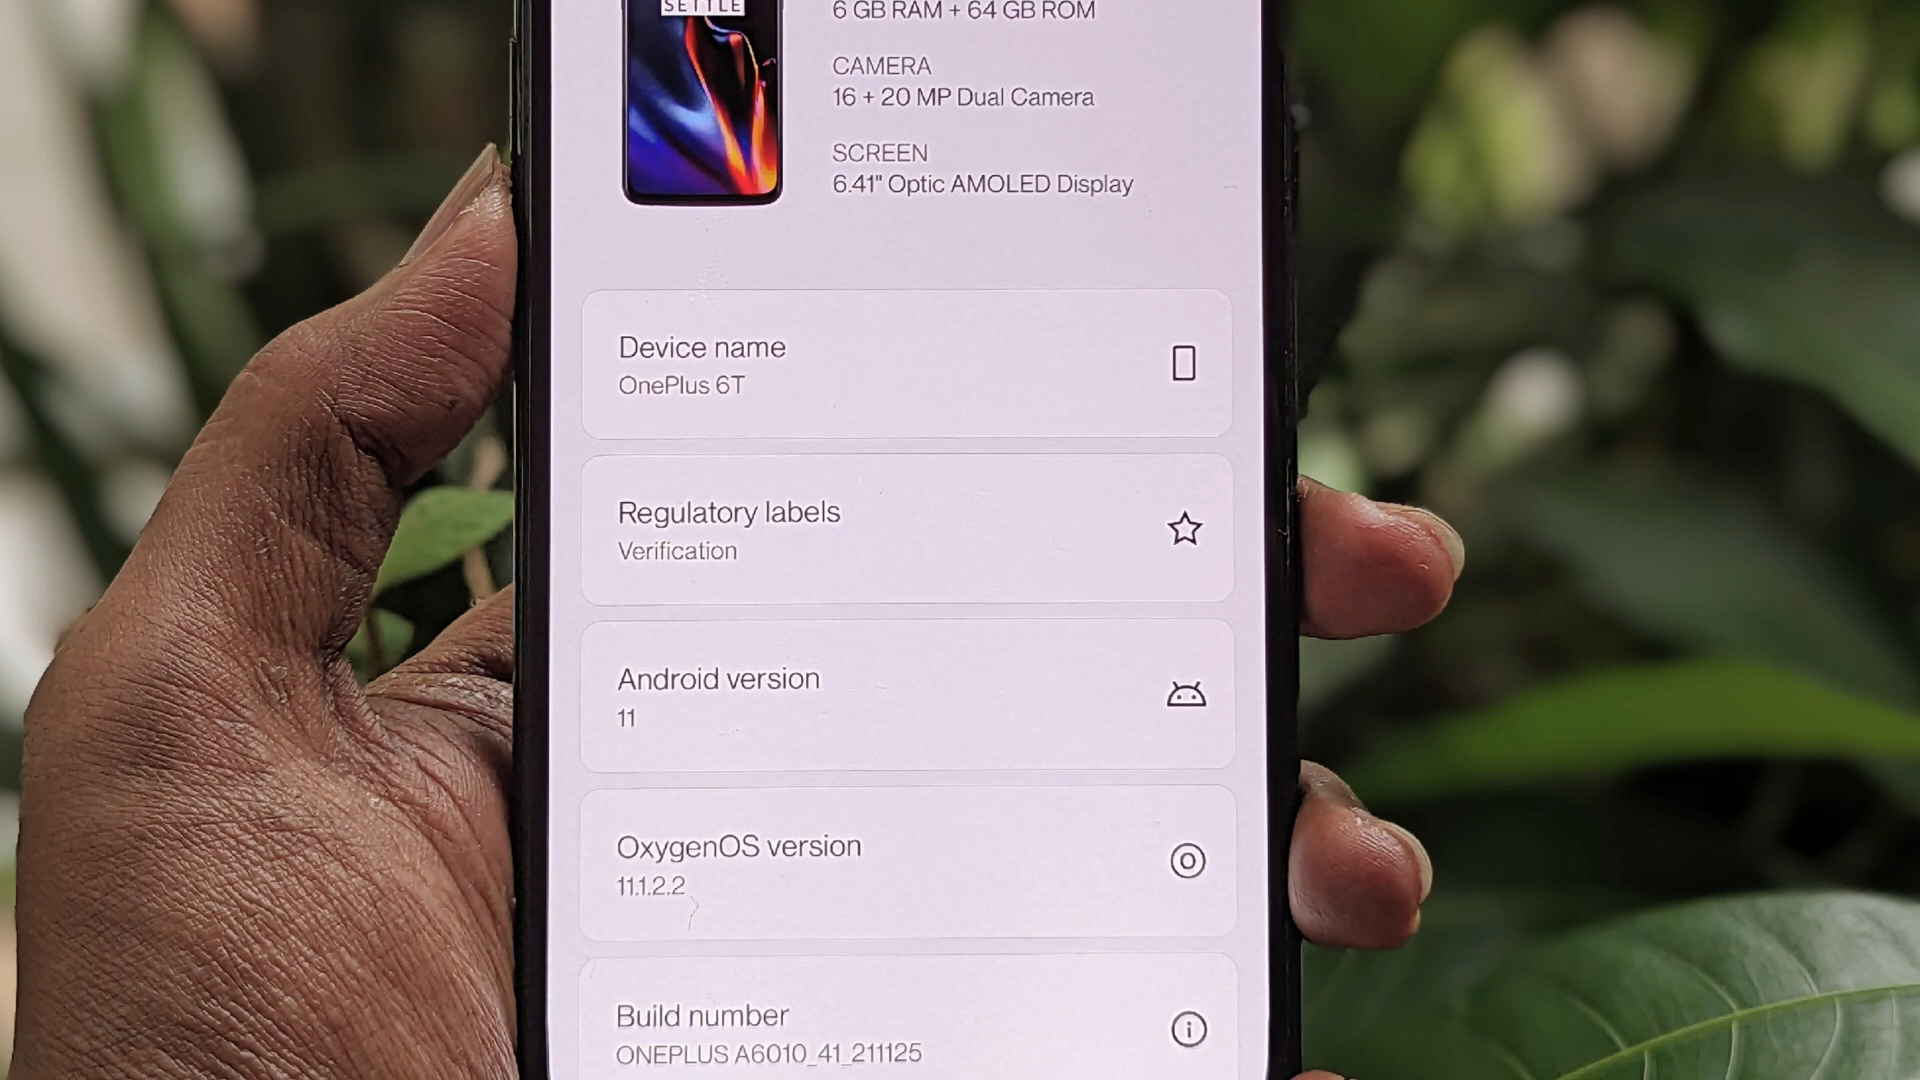 SETTLE
6 GB RAM + 64 GB ROM
CAMERA
16 + 20 MP Dual Camera
SCREEN
6.41" Optic AMOLED Display
Device name
OnePlus 6T
Regulatory labels
Verification
Android version
11
OxygenOS version
11.1.2.2
Build number
ONEPLUS A6010_41_211125